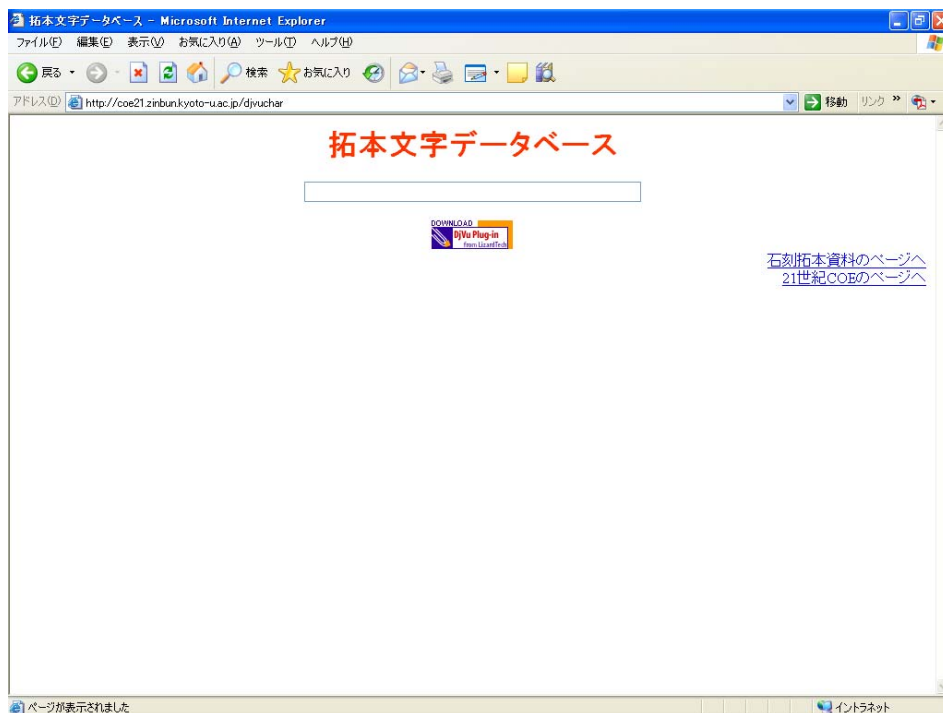 拓本文字データベース - Microsoft Internet Explorer
ファイル(F) 編集(E) 表示(V) お気に入り(A) ツール(T) ヘルプ(H)
戻る 検索 お気に入り
アドレス(D) http://coe21.zinbun.kyoto-u.ac.jp/djvuchar 移動 リンク »
拓本文字データベース
DOWNLOAD
DjVu Plug-in
from LizardTech
石刻拓本資料のページへ
21世紀COEのページへ
ページが表示されました イントラネット